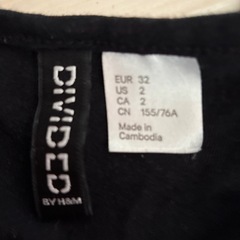 DIVIDED
BY H&M
EUR 32
US 2
CA 2
CN 155/76A
Made in
Cambodia